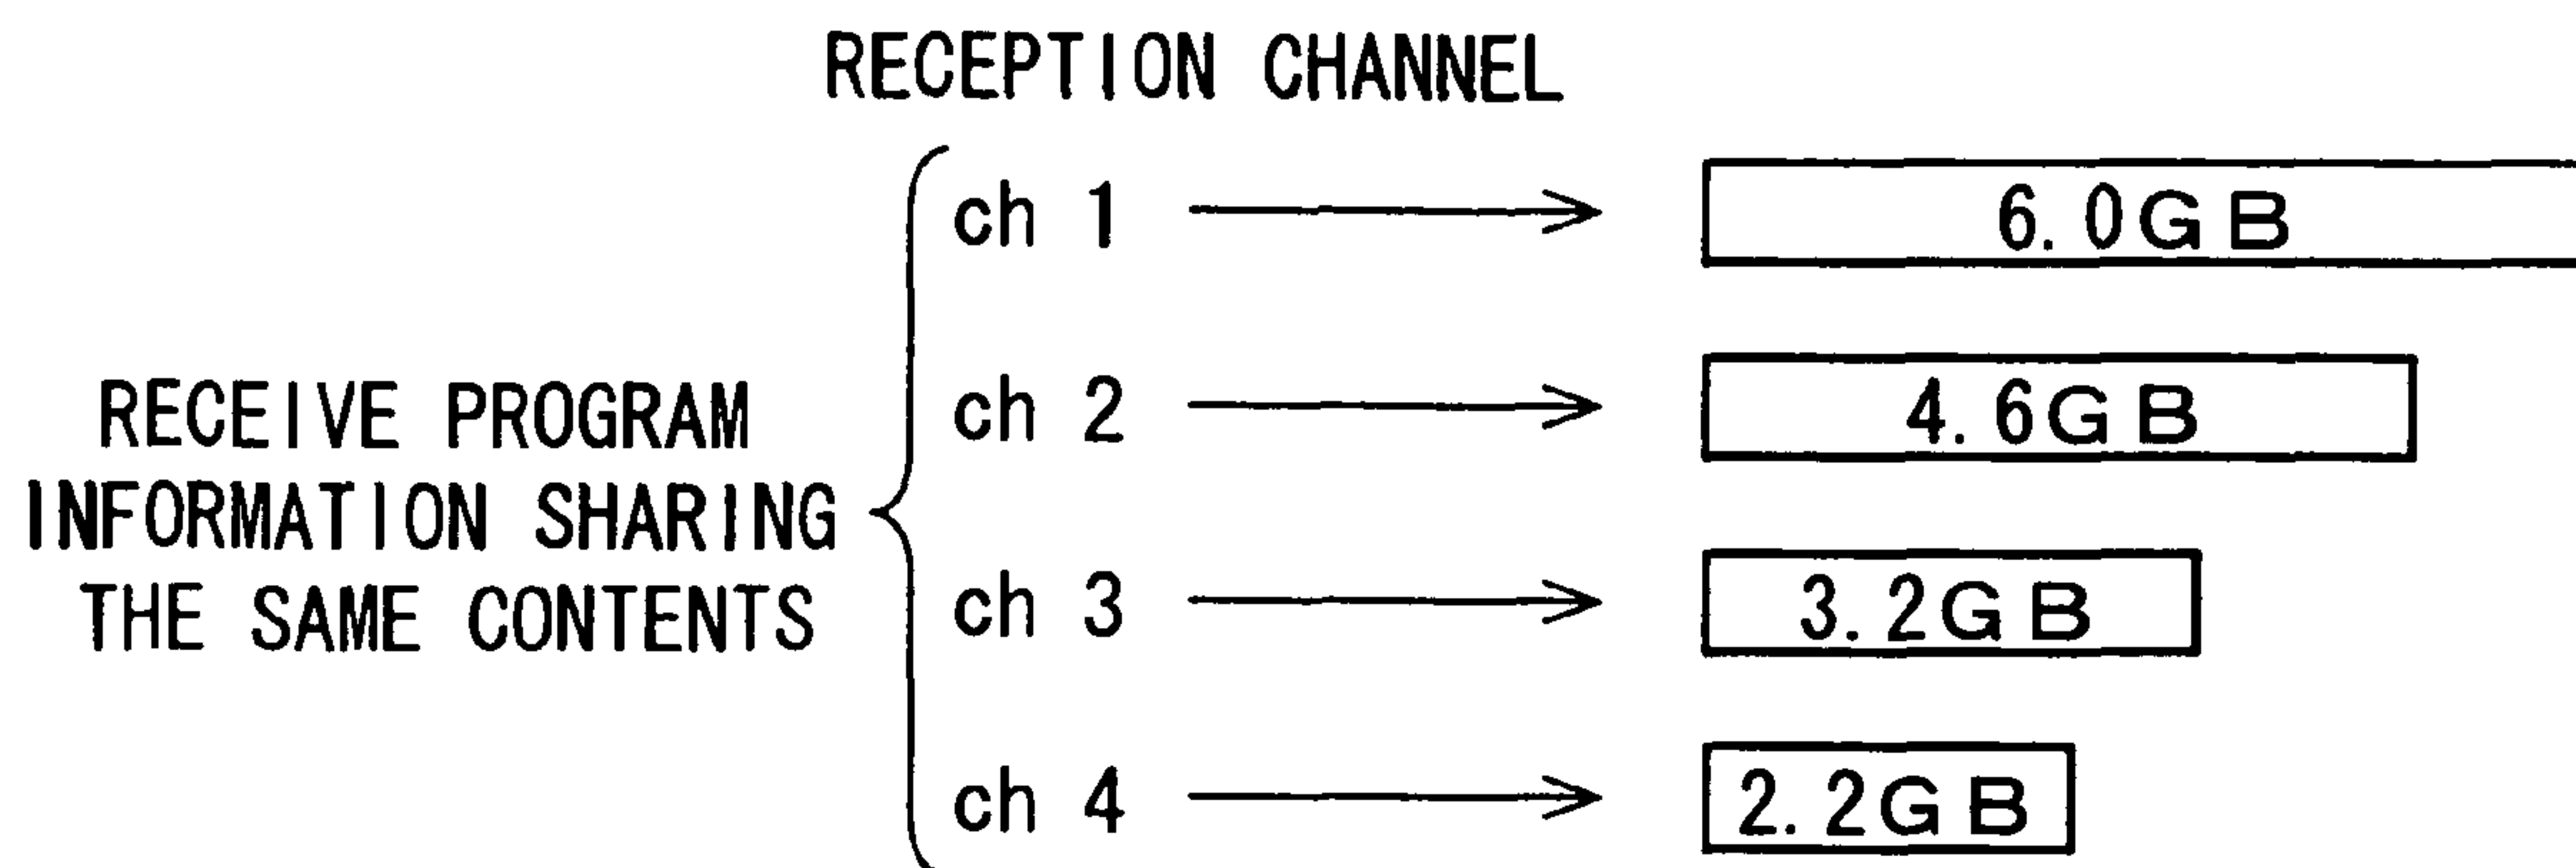 RECEPTION CHANNEL
ch 1 6.0GB
ch 2 4.6GB
RECEIVE PROGRAM
INFORMATION SHARING
THE SAME CONTENTS
ch 3 3.2GB
ch 4 2.2GB